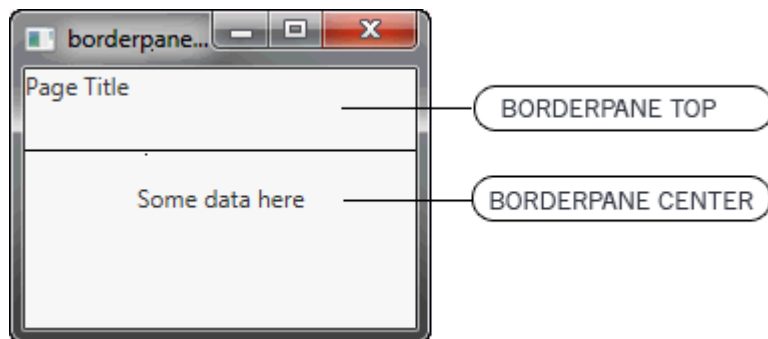 borderpane...
Page Title
BORDERPANE TOP
Some data here
BORDERPANE CENTER